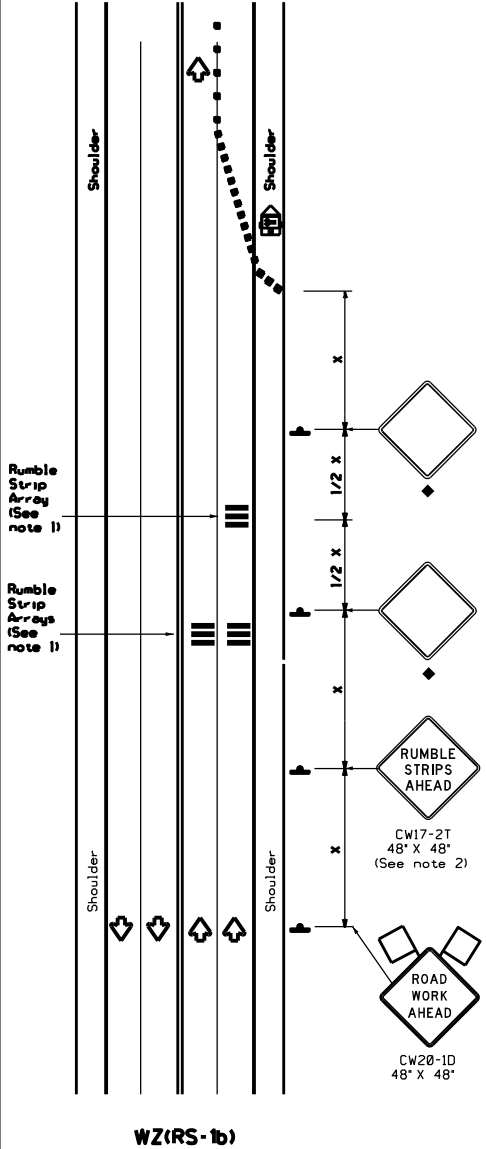 Shoulder
Shoulder
x
1/2 x
Rumble
Strip
Array
(See
note 1)
1/2 x
Rumble
Strip
Arrays
(See
note 1)
x
RUMBLE
STRIPS
AHEAD
CW17-2T
48" X 48"
(See note 2)
x
Shoulder
Shoulder
ROAD
WORK
AHEAD
CW20-1D
48" X 48"
WZ(RS-1b)